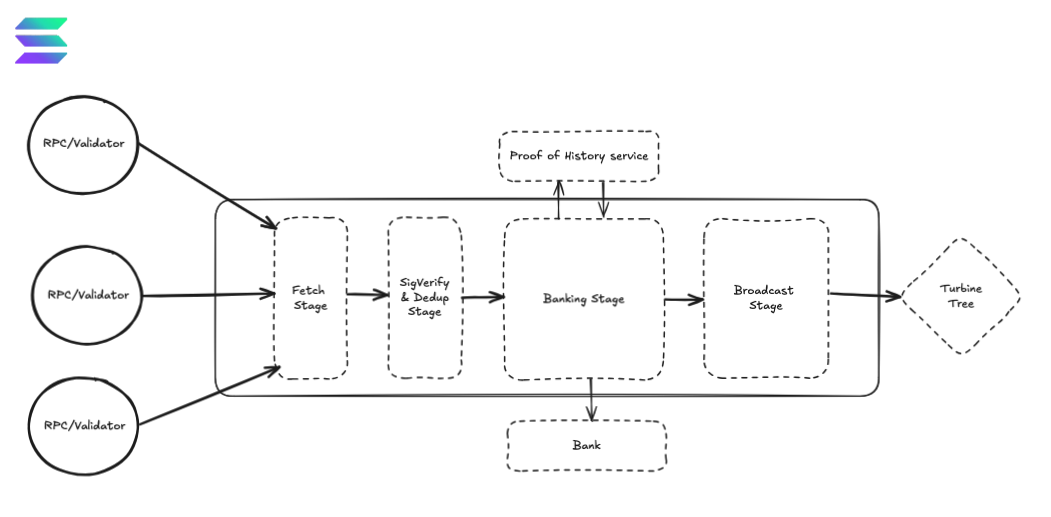 RPC/Validator
Proof of History service
RPC/Validator
Fetch
Stage
SigVerify
& Dedup
Stage
Banking Stage
Broadcast
Stage
Turbine
Tree
RPC/Validator
Bank